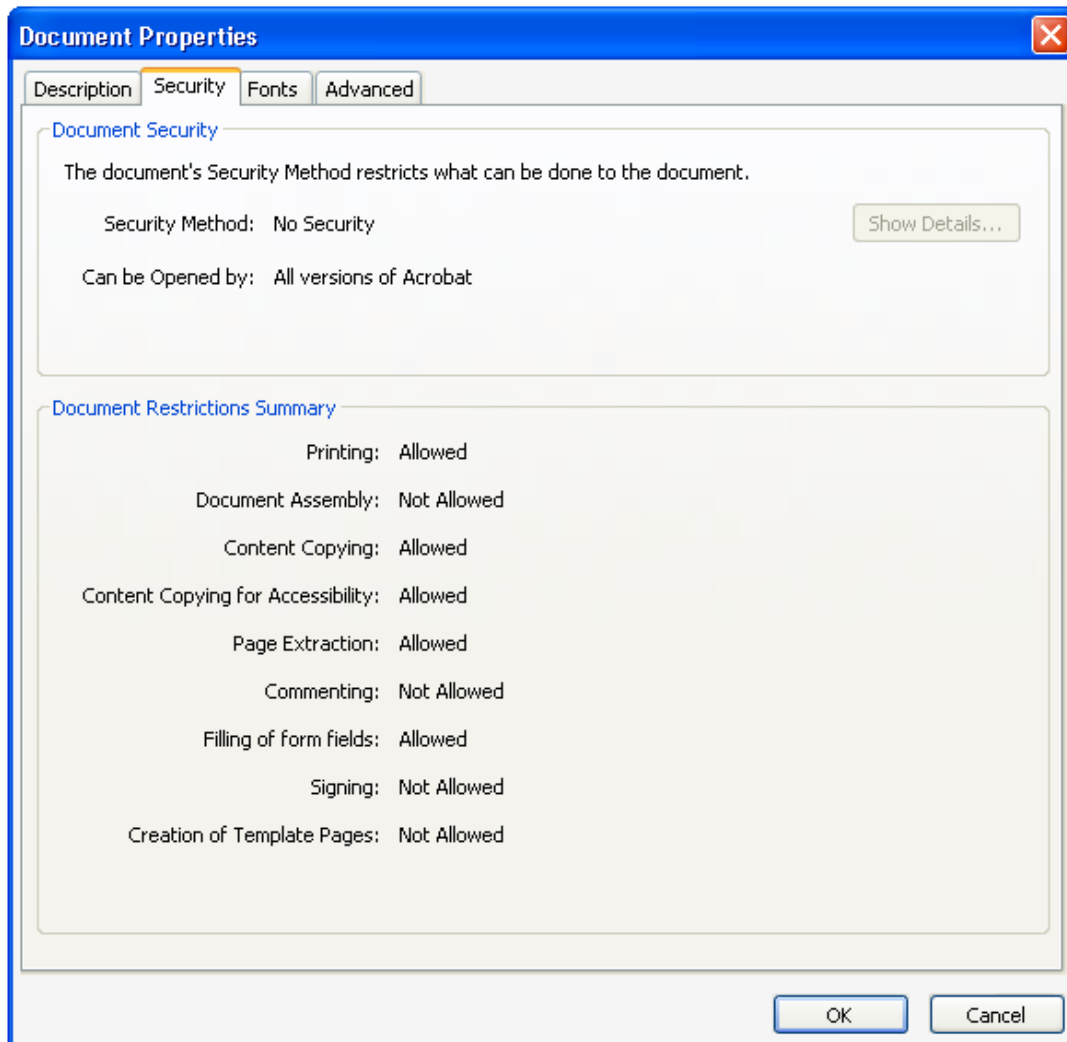 Document Properties
Description Security Fonts Advanced
Document Security
The document's Security Method restricts what can be done to the document.
Security Method: No Security Show Details...
Can be Opened by: All versions of Acrobat
Document Restrictions Summary
Printing: Allowed
Document Assembly: Not Allowed
Content Copying: Allowed
Content Copying for Accessibility: Allowed
Page Extraction: Allowed
Commenting: Not Allowed
Filling of form fields: Allowed
Signing: Not Allowed
Creation of Template Pages: Not Allowed
OK Cancel